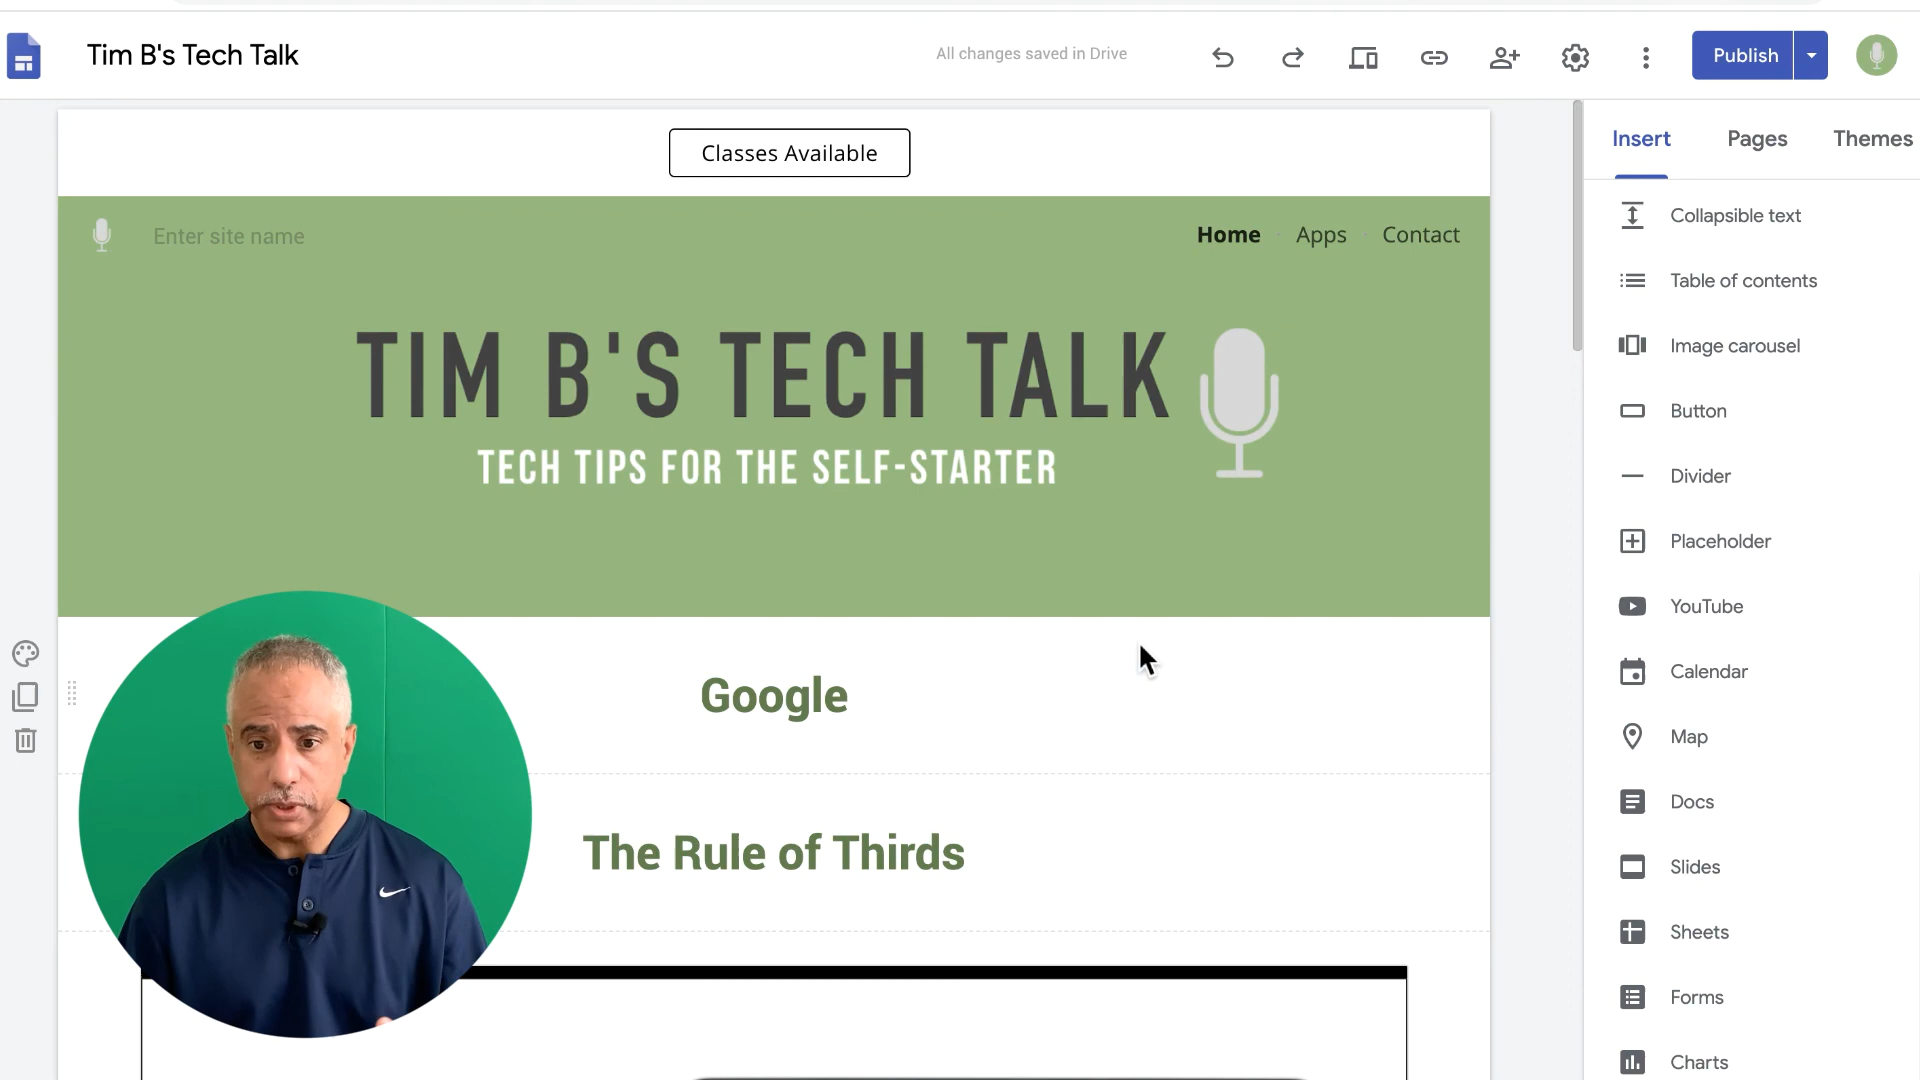 Tim B's Tech Talk
All changes saved in Drive
Publish
Classes Available
Enter site name
Home
Apps
Contact
TIM B'S TECH TALK
TECH TIPS FOR THE SELF-STARTER
Google
The Rule of Thirds
Insert
Pages
Themes
Collapsible text
Table of contents
Image carousel
Button
Divider
Placeholder
YouTube
Calendar
Map
Docs
Slides
Sheets
Forms
Charts